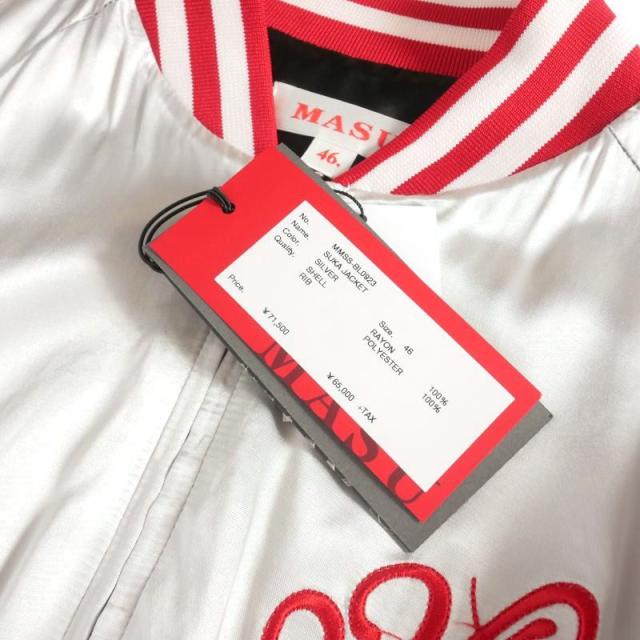 MASU
46.
No. MMSS-BL0923
Name. SUKA JACKET
Color. SILVER Size. 46
Quality. SHELL RAYON 100%
RIB POLYESTER 100%
Price. ¥71,500 ¥65,000 +TAX
MASU